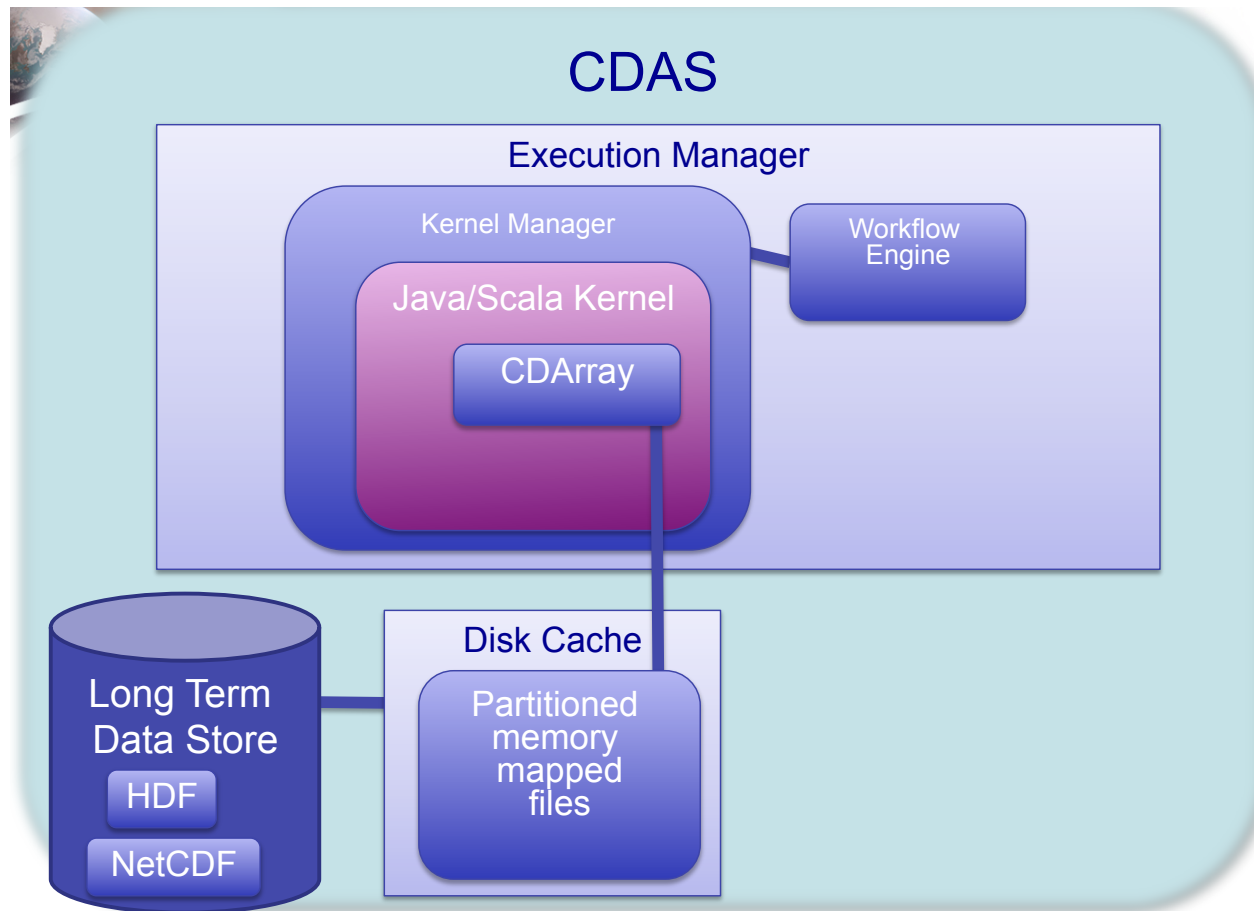 CDAS
Execution Manager
Kernel Manager
Workflow
Engine
Java/Scala Kernel
CDArray
Disk Cache
Long Term
Data Store
HDF
NetCDF
Partitioned
memory
mapped
files